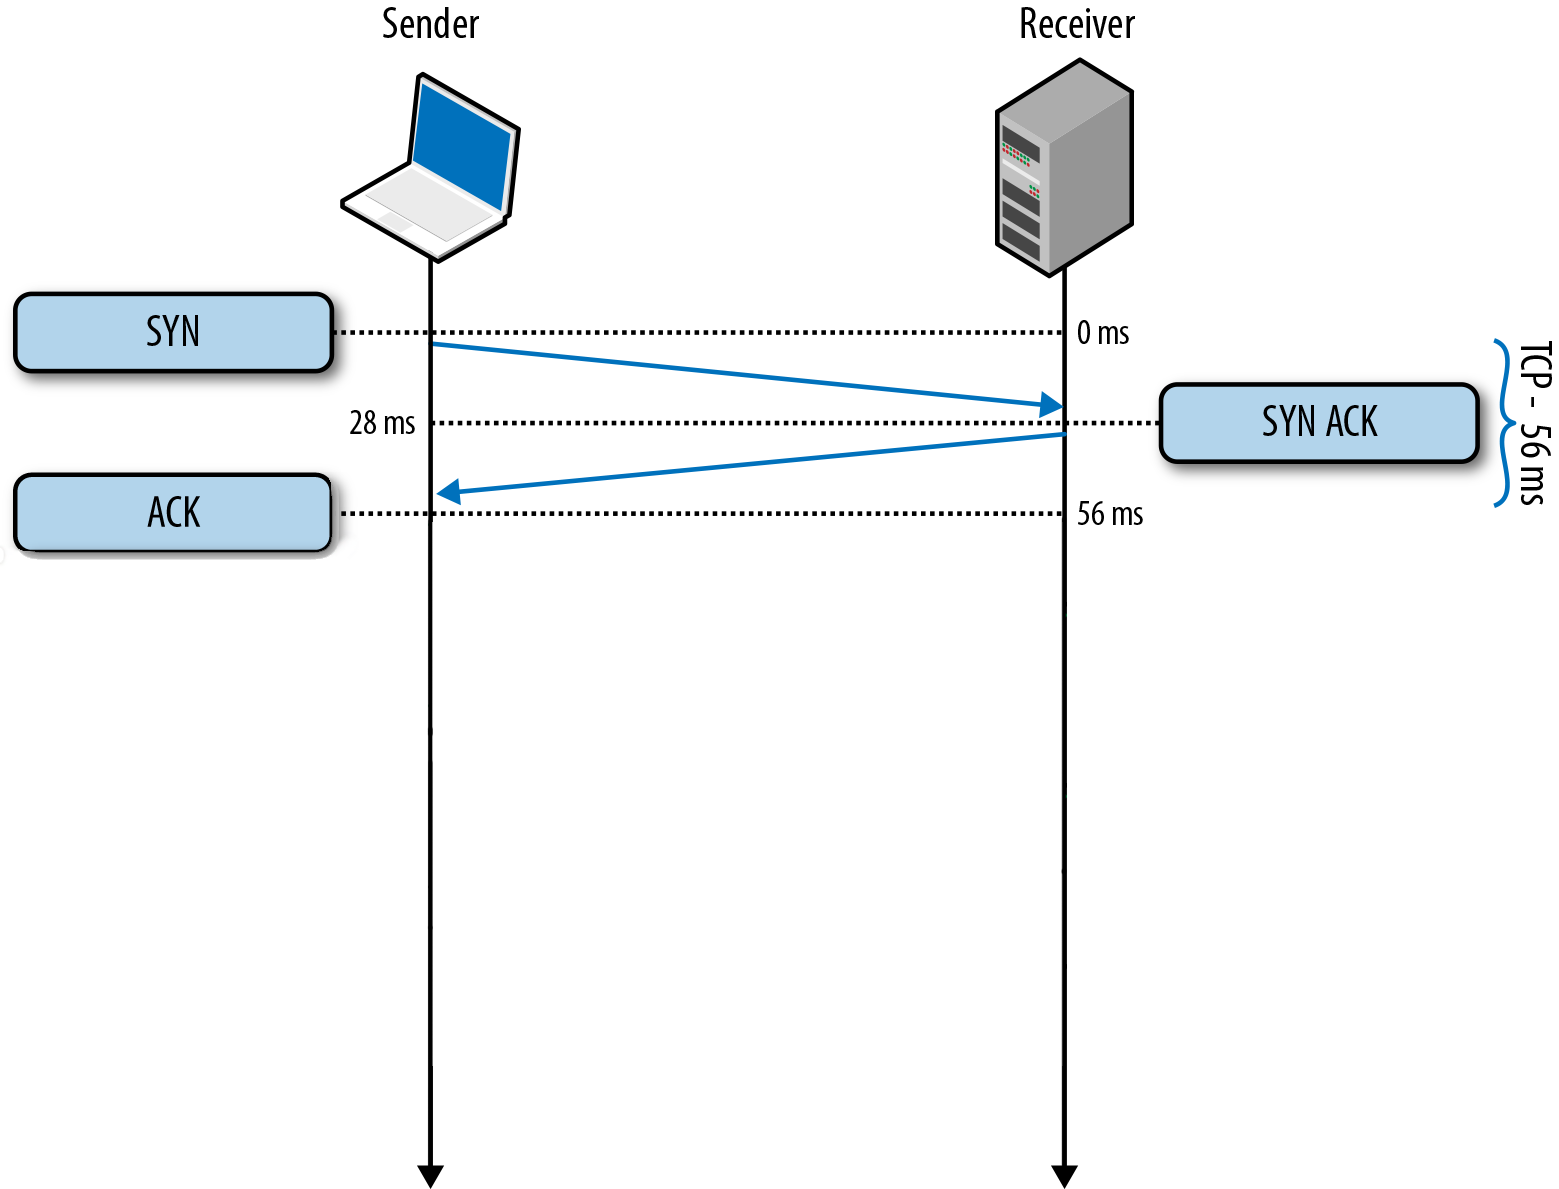 Sender
Receiver
SYN
0 ms
28 ms
SYN ACK
TCP - 56 ms
ACK
56 ms